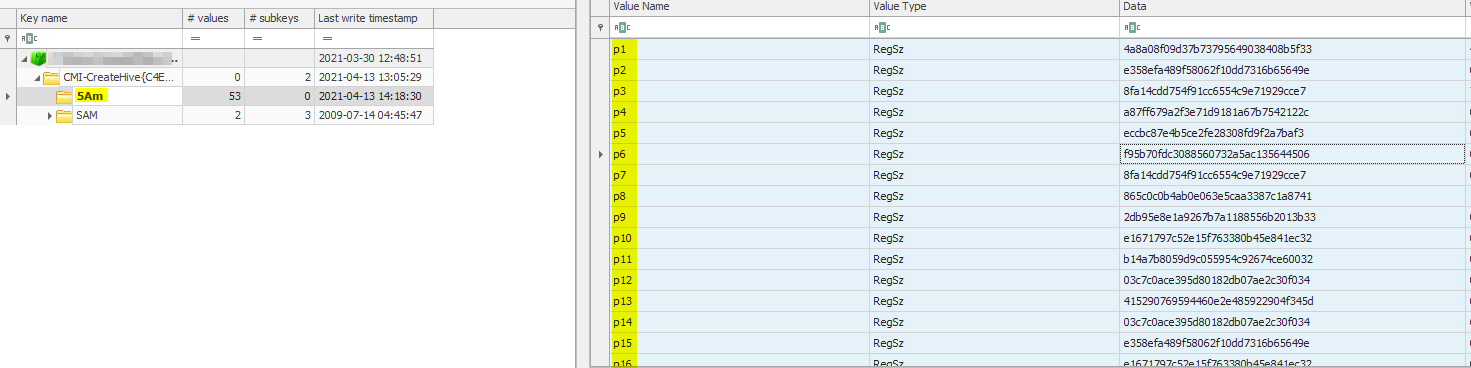 Key name # values # subkeys Last write timestamp
= = =
2021-03-30 12:48:51
CMI-CreateHive{C4E... 0 2 2021-04-13 13:05:29
5Am 53 0 2021-04-13 14:18:30
SAM 2 3 2009-07-14 04:45:47
Value Name Value Type Data
p1 RegSz 4a8a08f09d37b73795649038408b5f33
p2 RegSz e358efa489f58062f10dd7316b65649e
p3 RegSz 8fa14cdd754f91cc6554c9e71929cce7
p4 RegSz a87ff679a2f3e71d9181a67b7542122c
p5 RegSz eccbc87e4b5ce2fe28308fd9f2a7baf3
p6 RegSz f95b70fdc3088560732a5ac135644506
p7 RegSz 8fa14cdd754f91cc6554c9e71929cce7
p8 RegSz 865c0c0b4ab0e063e5caa3387c1a8741
p9 RegSz 2db95e8e1a9267b7a1188556b2013b33
p10 RegSz e1671797c52e15f763380b45e841ec32
p11 RegSz b14a7b8059d9c055954c92674ce60032
p12 RegSz 03c7c0ace395d80182db07ae2c30f034
p13 RegSz 415290769594460e2e485922904f345d
p14 RegSz 03c7c0ace395d80182db07ae2c30f034
p15 RegSz e358efa489f58062f10dd7316b65649e
p16 RegSz e1671797c52e15f763380b45e841ec32